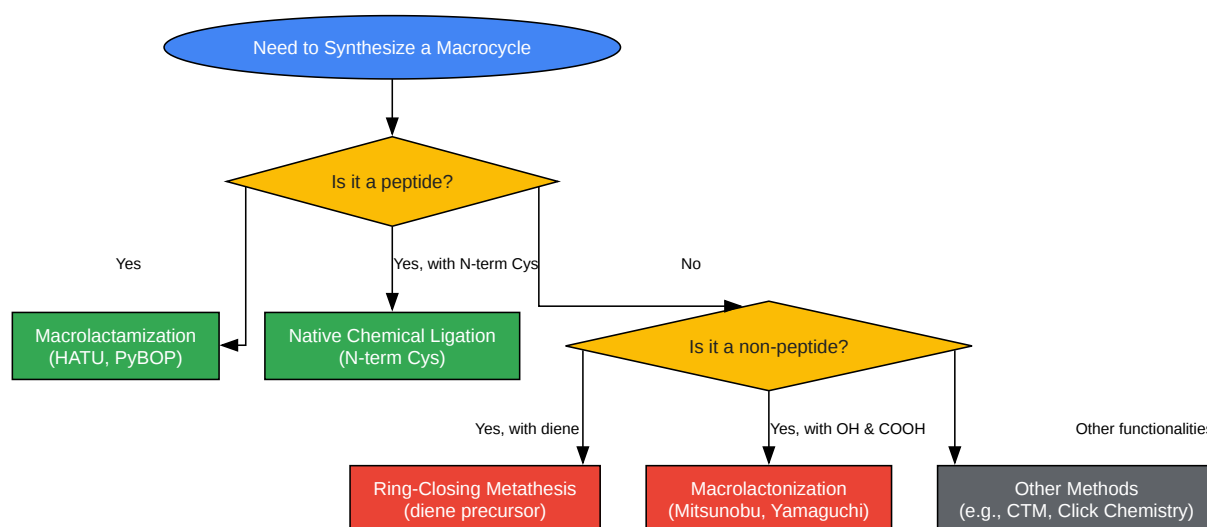 Need to Synthesize a Macrocycle
Is it a peptide?
Yes
Yes, with N-term Cys
No
Macrolactamization
(HATU, PyBOP)
Native Chemical Ligation
(N-term Cys)
Is it a non-peptide?
Yes, with diene
Yes, with OH & COOH
Other functionalities
Ring-Closing Metathesis
(diene precursor)
Macrolactonization
(Mitsunobu, Yamaguchi)
Other Methods
(e.g., CTM, Click Chemistry)